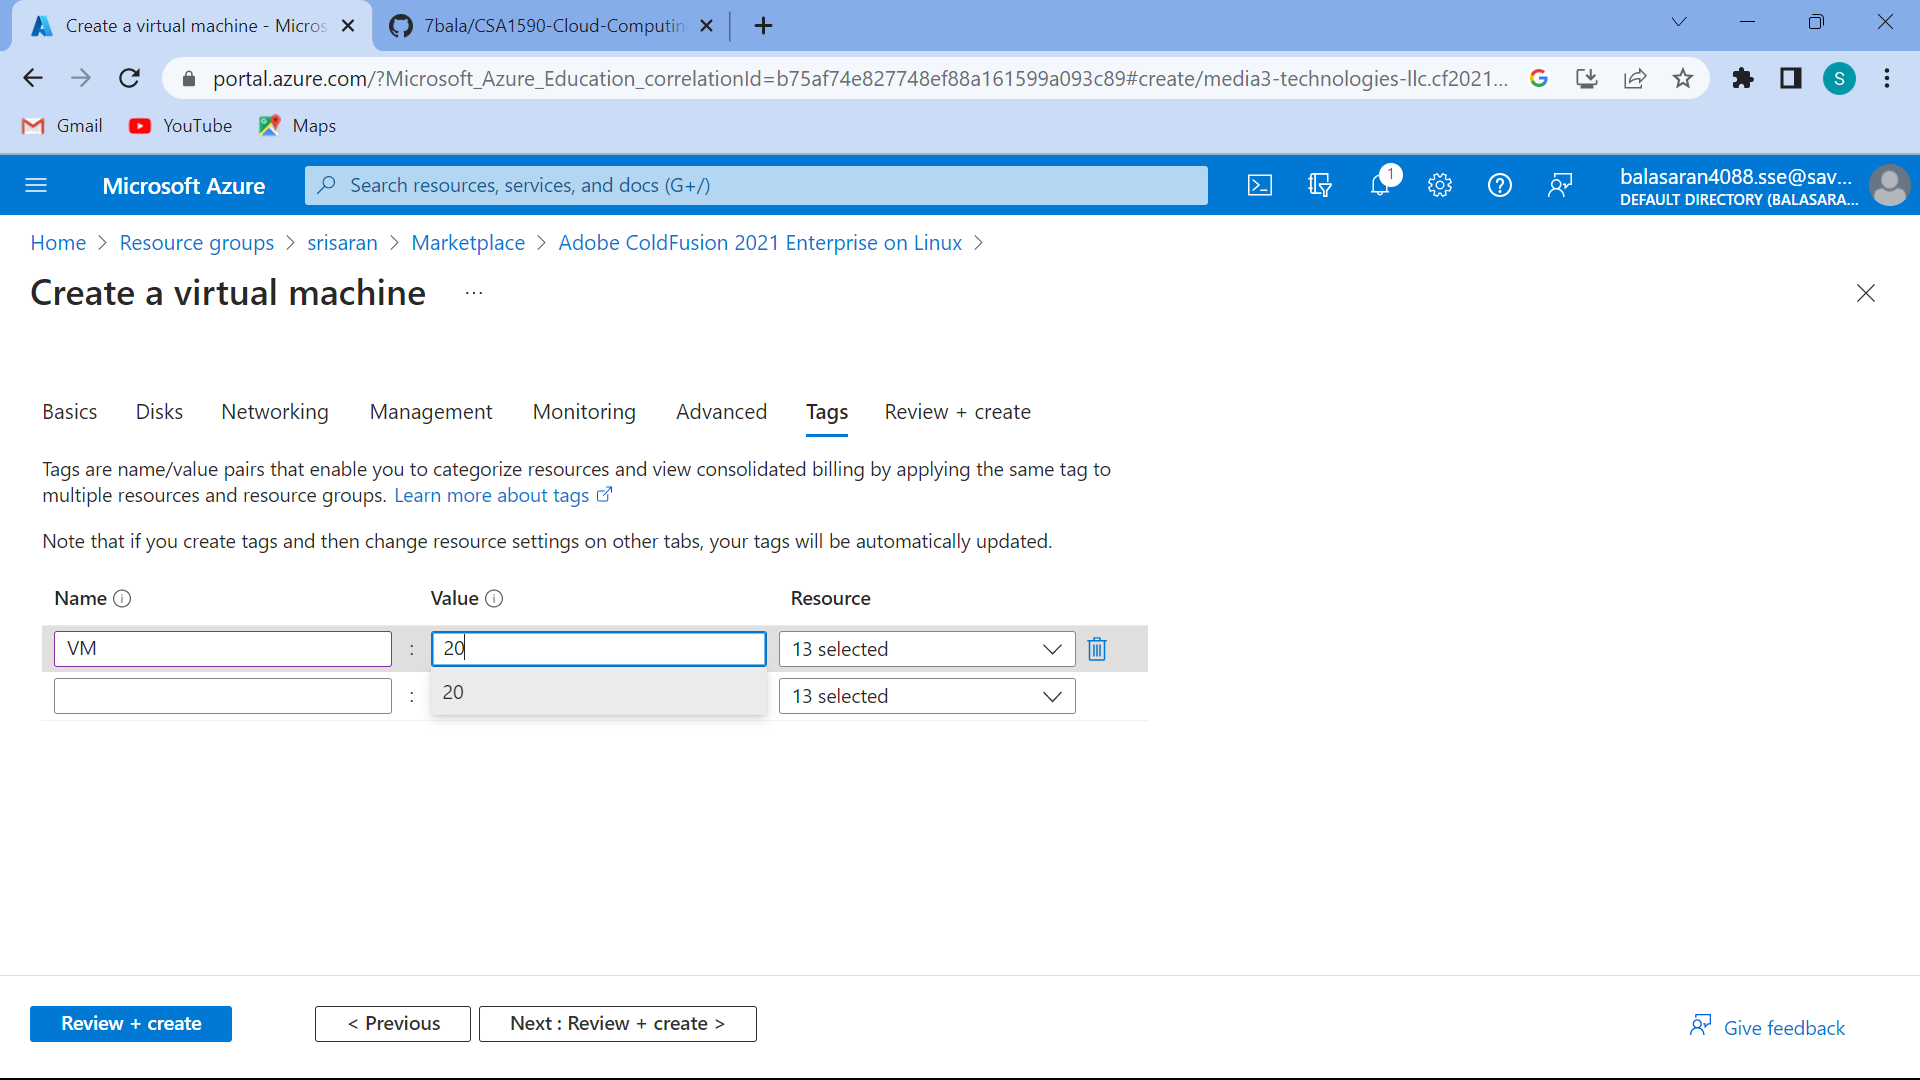 Create a virtual machine - Micros
7bala/CSA1590-Cloud-Computin
portal.azure.com/?Microsoft_Azure_Education_correlationId=b75af74e827748ef88a161599a093c89#create/media3-technologies-llc.cf2021...
S
Gmail
YouTube
Maps
Microsoft Azure
Search resources, services, and docs (G+/)
1
balasaran4088.sse@sav...
DEFAULT DIRECTORY (BALASARA...
Home > Resource groups > srisaran > Marketplace > Adobe ColdFusion 2021 Enterprise on Linux >
Create a virtual machine ...
Basics Disks Networking Management Monitoring Advanced Tags Review + create
Tags are name/value pairs that enable you to categorize resources and view consolidated billing by applying the same tag to
multiple resources and resource groups. Learn more about tags
Note that if you create tags and then change resource settings on other tabs, your tags will be automatically updated.
Name Value Resource
VM : 20 13 selected
: 20 13 selected
Review + create
< Previous
Next : Review + create >
Give feedback